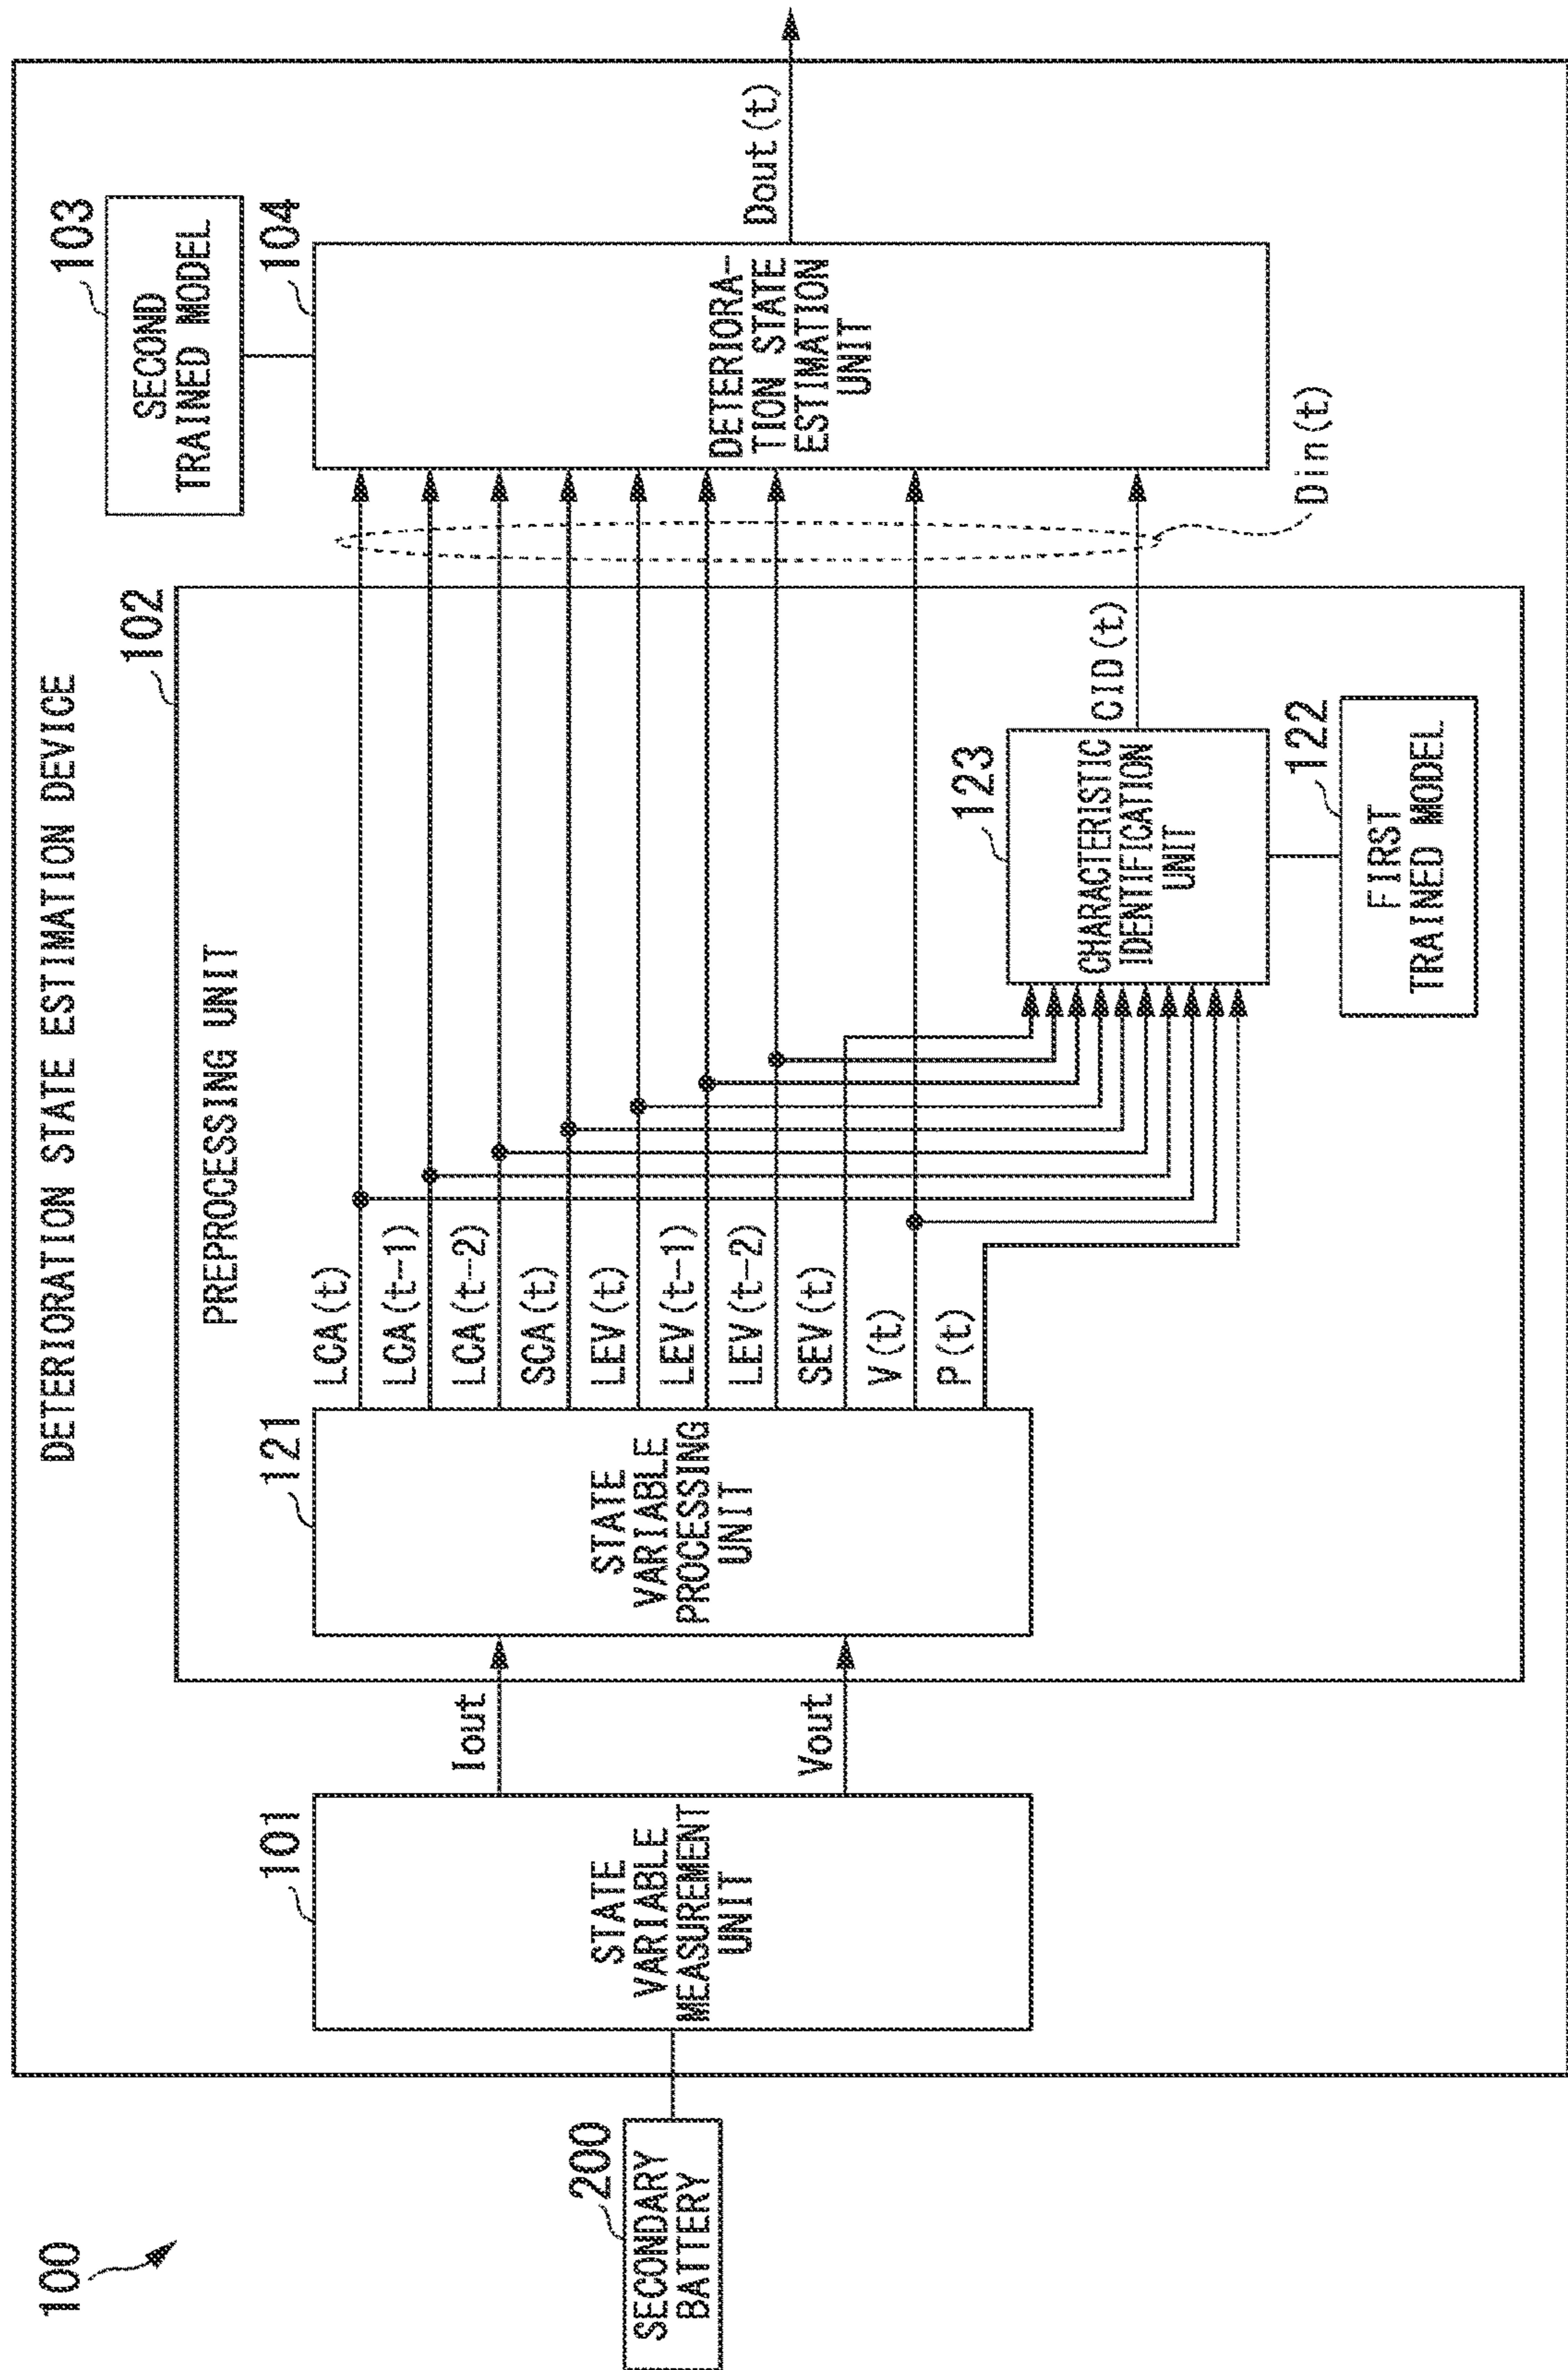 100
DETERIORATION STATE ESTIMATION DEVICE
200
SECONDARY
BATTERY
101
STATE
VARIABLE
MEASUREMENT
UNIT
Iout
Vout
102
PREPROCESSING UNIT
121
STATE
VARIABLE
PROCESSING
UNIT
LCA(t)
LCA(t-1)
LCA(t-2)
SCA(t)
LEV(t)
LEV(t-1)
LEV(t-2)
SEV(t)
V(t)
P(t)
123
CHARACTERISTIC
IDENTIFICATION
UNIT
CID(t)
122
FIRST
TRAINED MODEL
103
SECOND
TRAINED MODEL
104
DETERIORA-
TION STATE
ESTIMATION
UNIT
Din(t)
Dout(t)